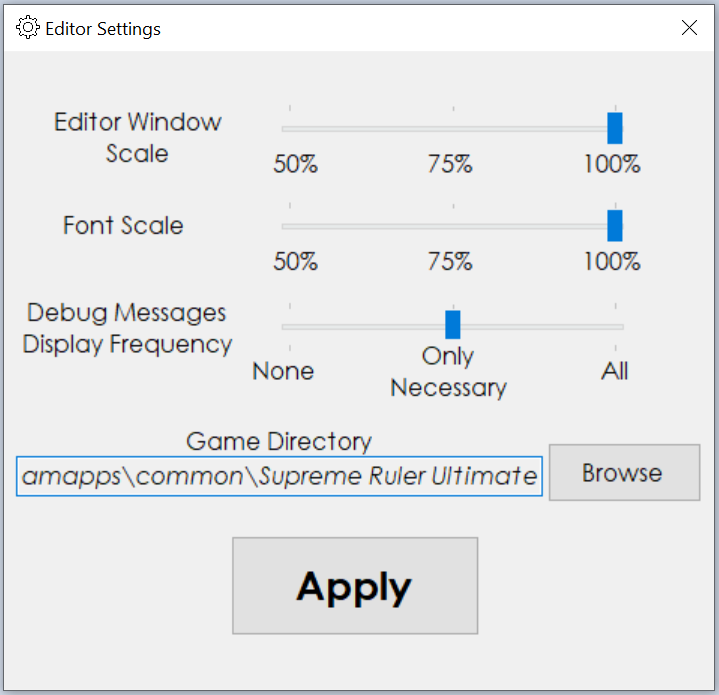 Editor Settings
Editor Window
Scale
50% 75% 100%
Font Scale
50% 75% 100%
Debug Messages
Display Frequency
None Only Necessary All
Game Directory
amapps\common\Supreme Ruler Ultimate
Browse
Apply